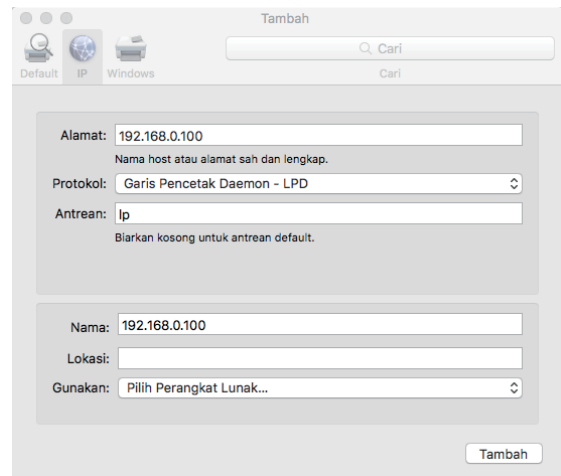 Tambah
Cari
Default IP Windows Cari
Alamat: 192.168.0.100
Nama host atau alamat sah dan lengkap.
Protokol: Garis Pencetak Daemon - LPD
Antrean: lp
Biarkan kosong untuk antrean default.
Nama: 192.168.0.100
Lokasi:
Gunakan: Pilih Perangkat Lunak...
Tambah